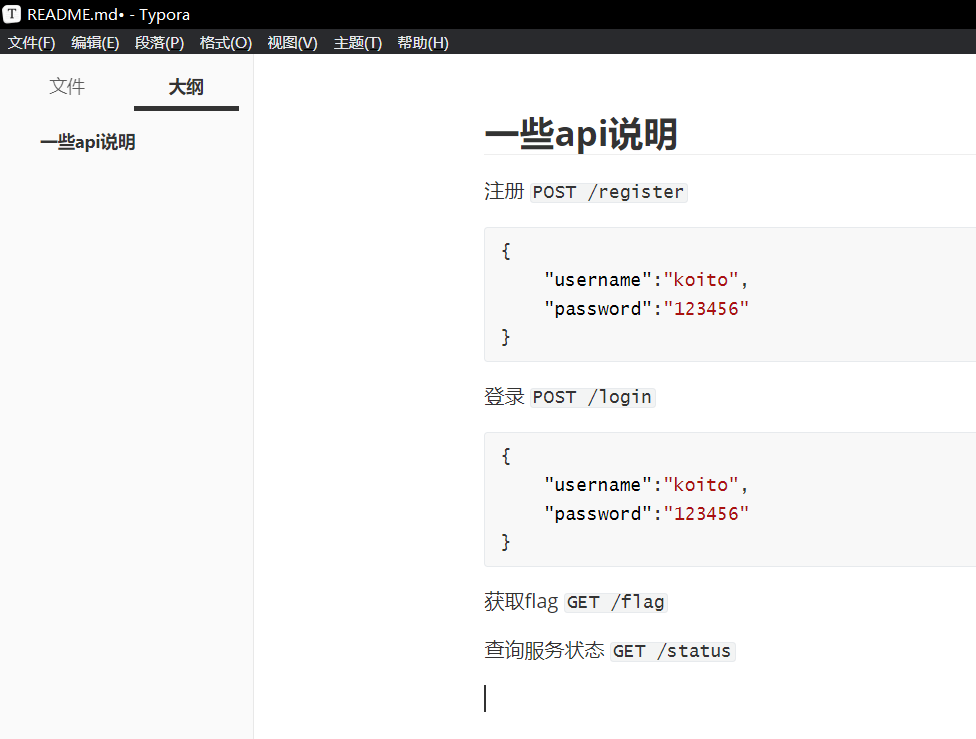 README.md• - Typora
文件(F) 编辑(E) 段落(P) 格式(O) 视图(V) 主题(T) 帮助(H)
文件 大纲
一些api说明
一些api说明
注册 POST /register
{
"username":"koito",
"password":"123456"
}
登录 POST /login
{
"username":"koito",
"password":"123456"
}
获取flag GET /flag
查询服务状态 GET /status